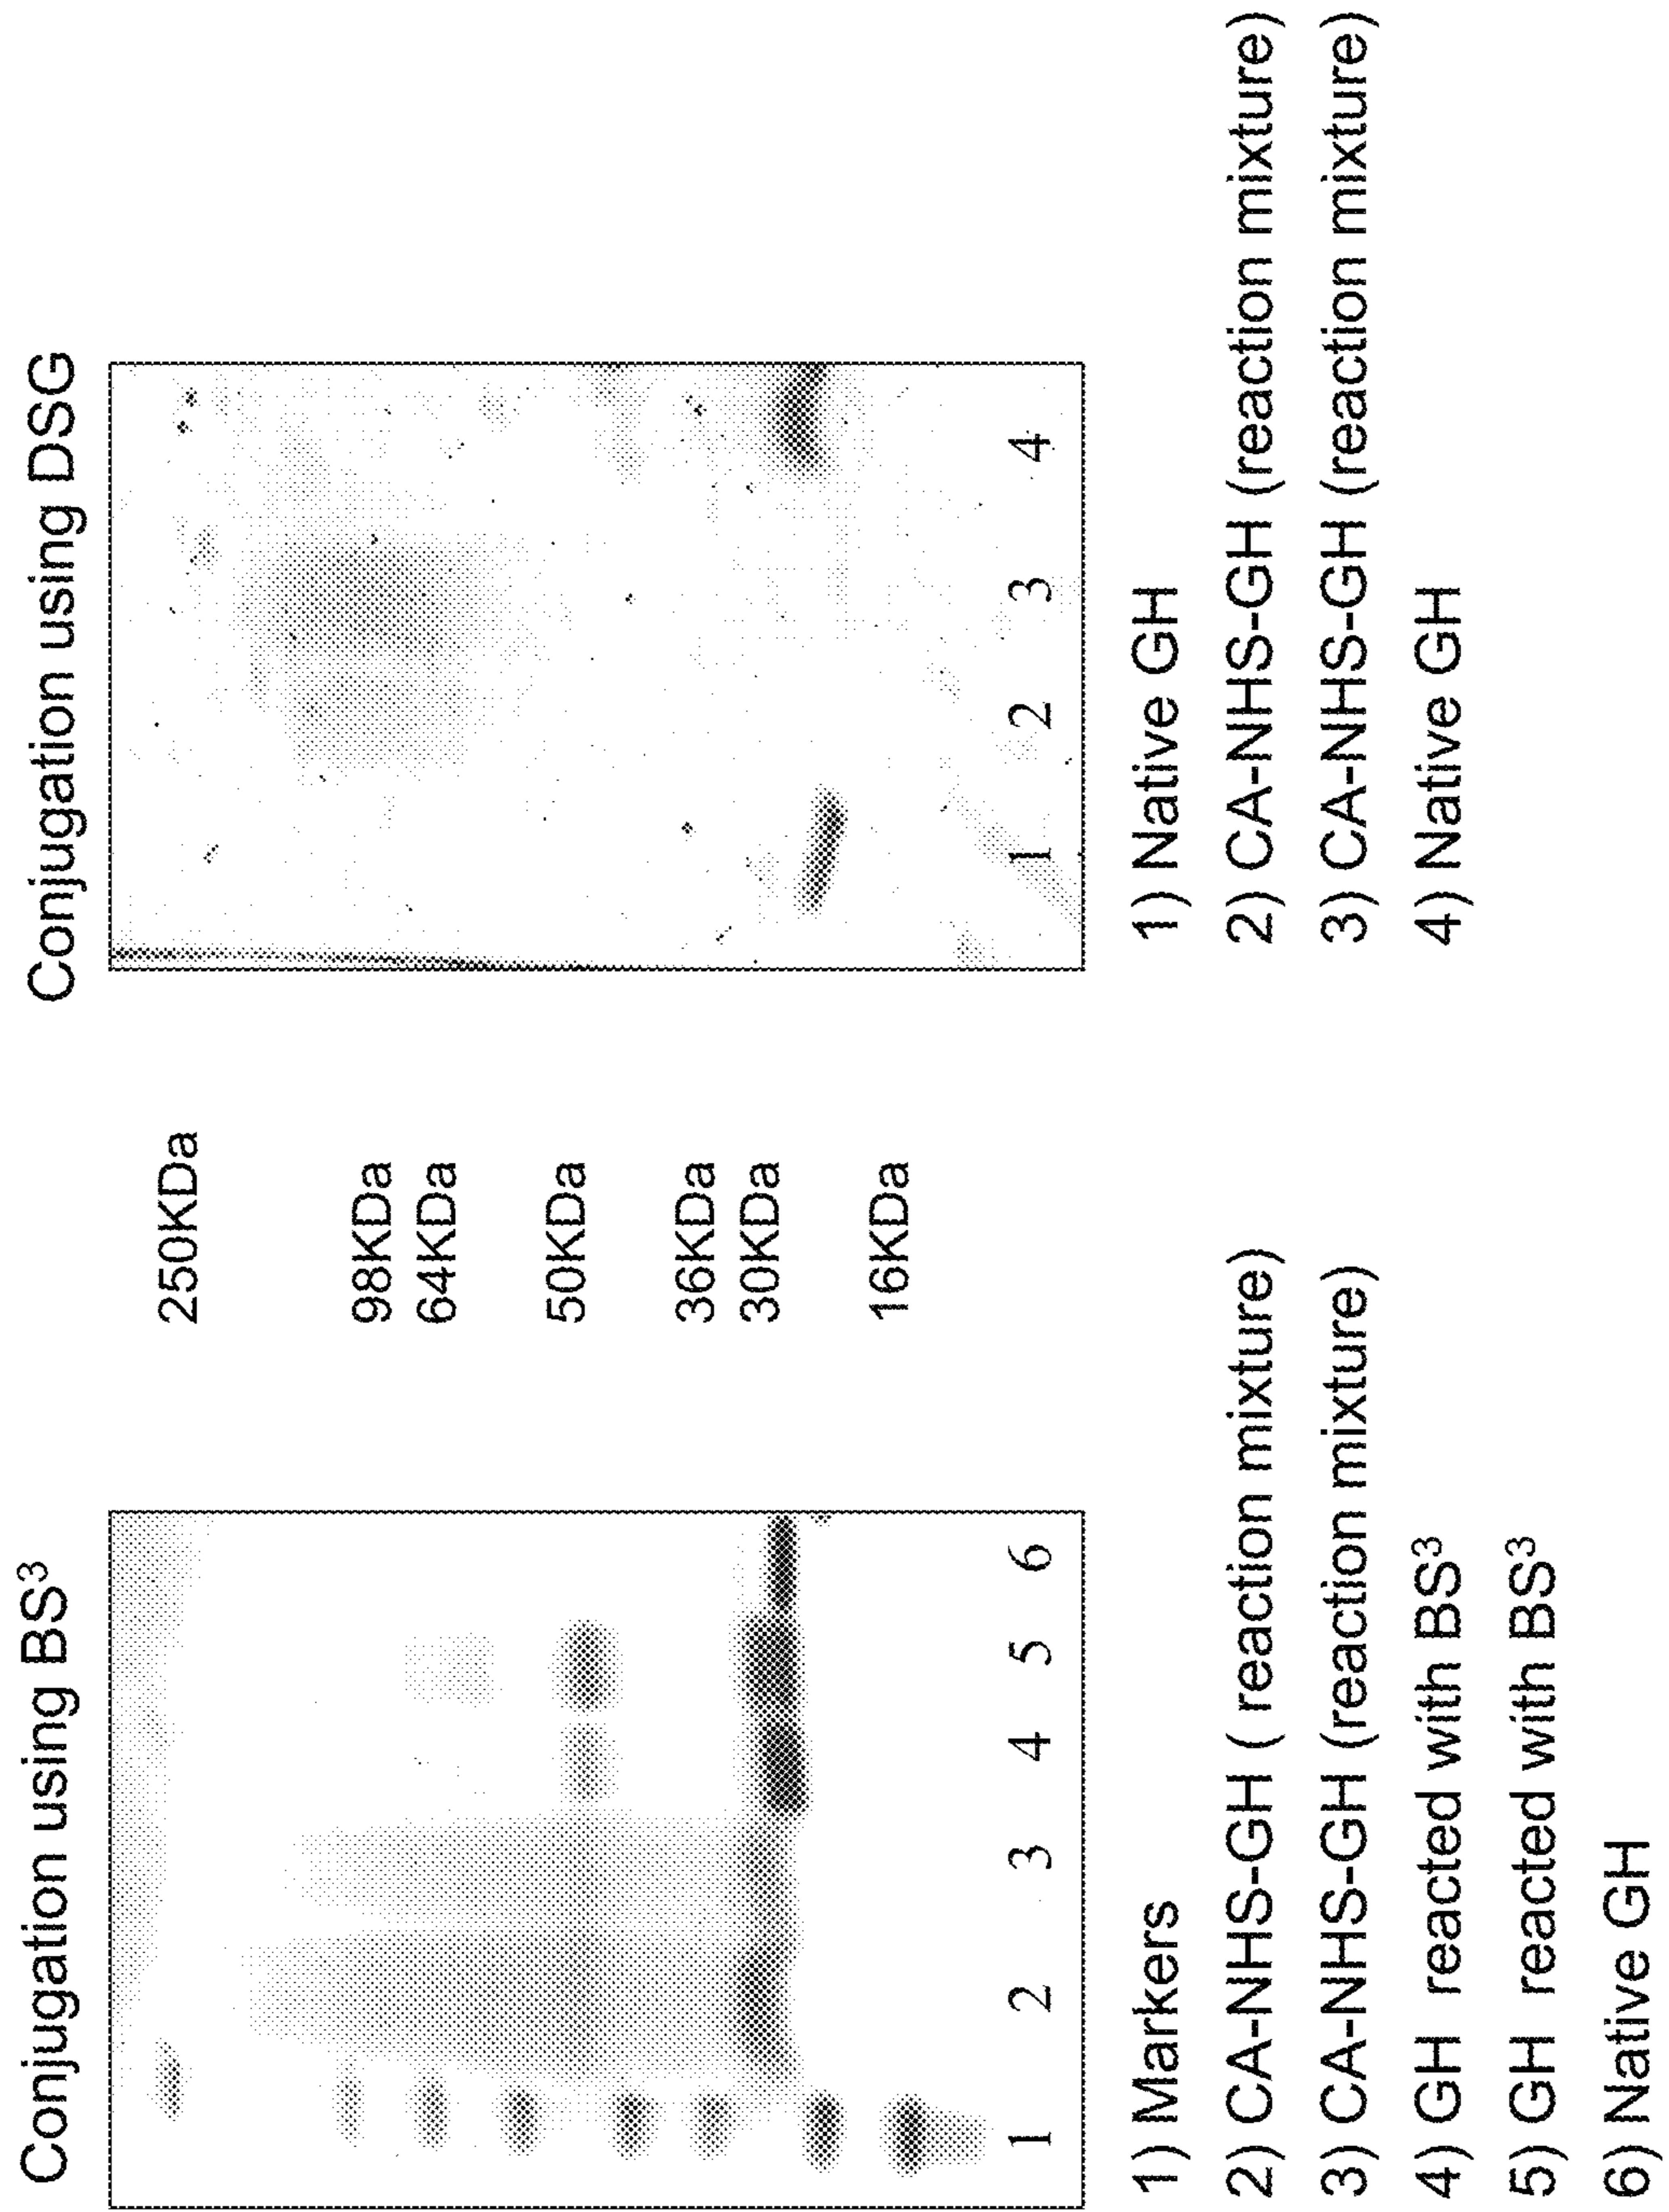 Conjugation using BS³
250KDa
98KDa
64KDa
50KDa
36KDa
30KDa
16KDa
1 2 3 4 5 6
1) Markers
2) CA-NHS-GH ( reaction mixture)
3) CA-NHS-GH (reaction mixture)
4) GH reacted with BS³
5) GH reacted with BS³
6) Native GH
Conjugation using DSG
1 2 3 4
1) Native GH
2) CA-NHS-GH (reaction mixture)
3) CA-NHS-GH (reaction mixture)
4) Native GH